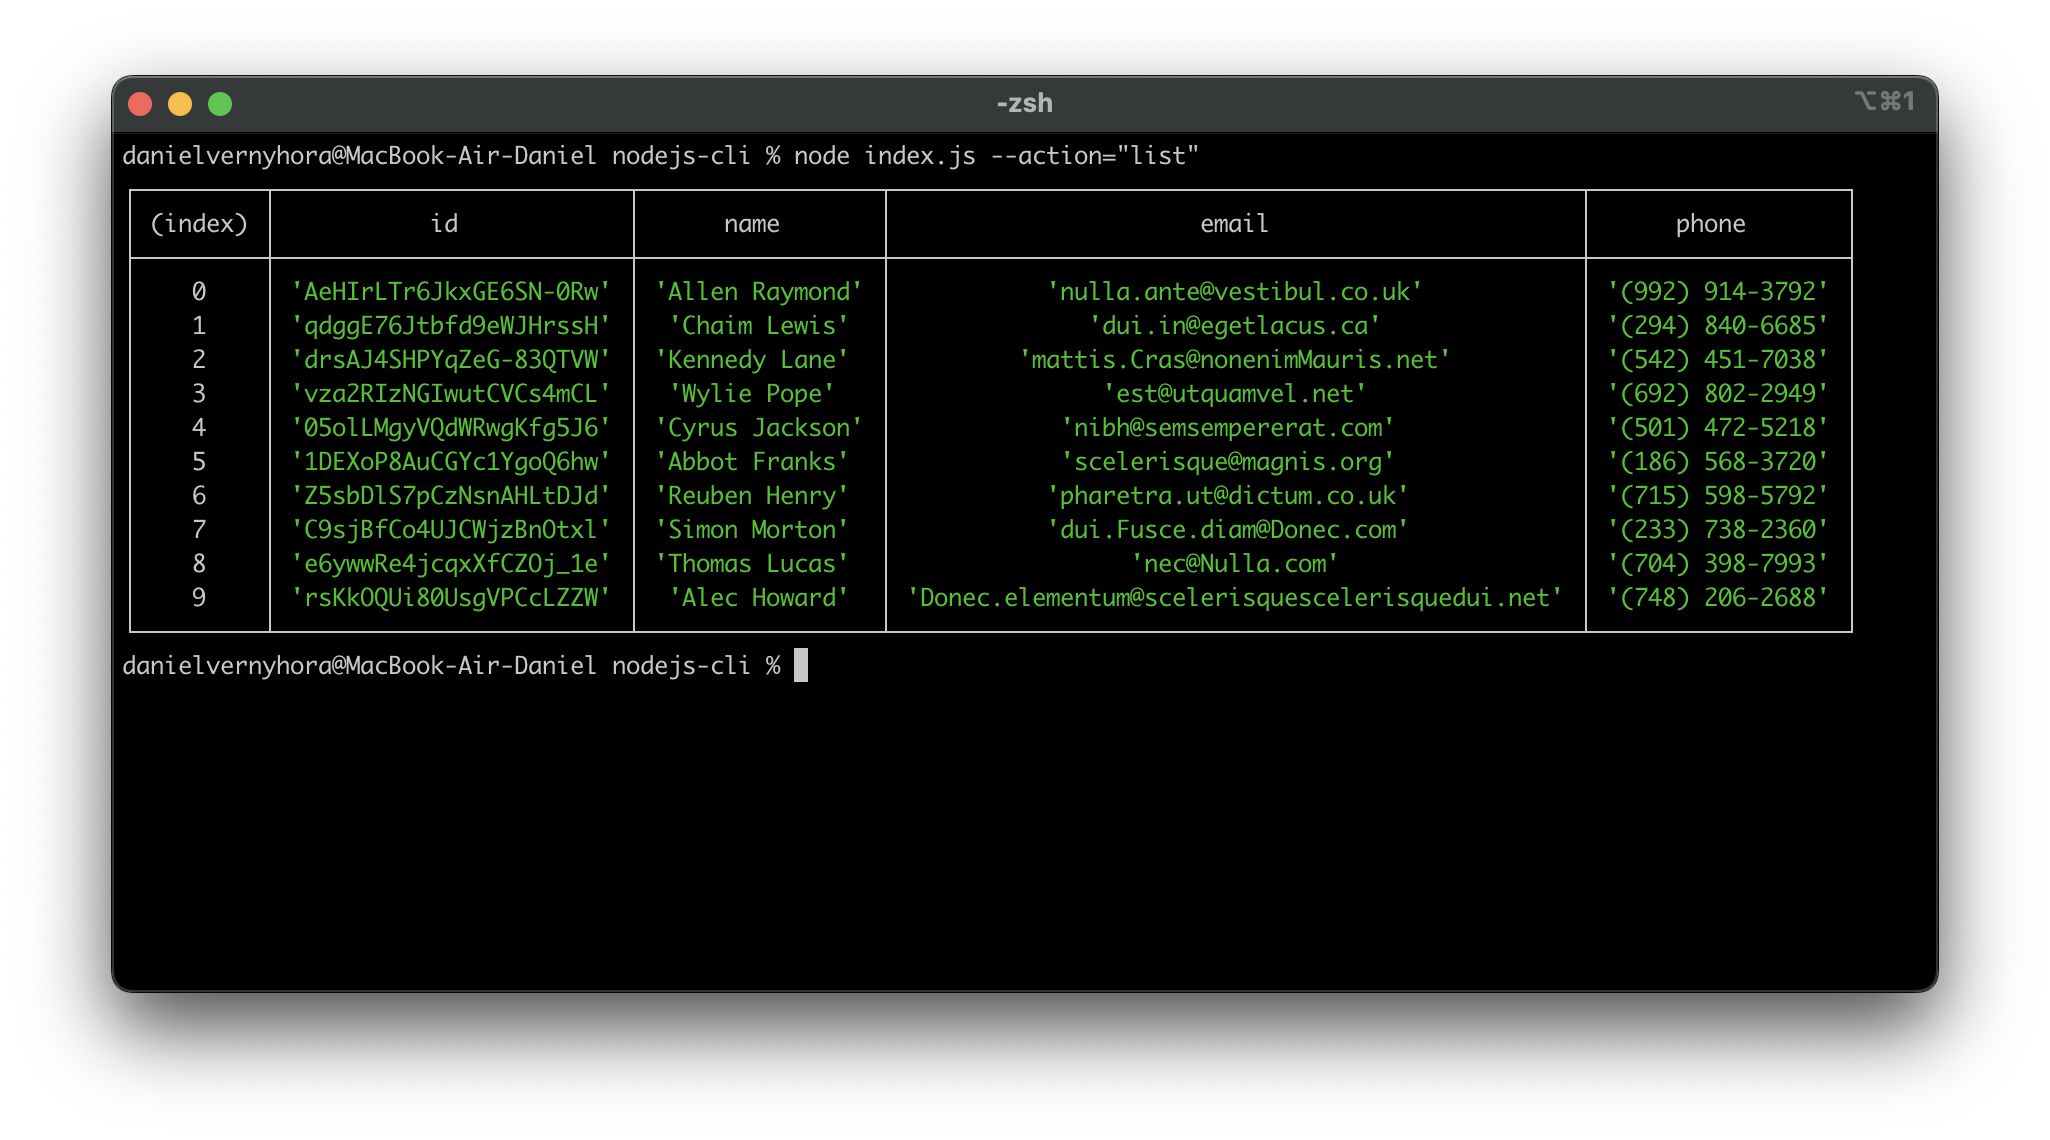 -zsh
⌥⌘1
danielvernyhora@MacBook-Air-Daniel nodejs-cli % node index.js --action="list"
(index) id name email phone
0 'AeHIrLTr6JkxGE6SN-0Rw' 'Allen Raymond' 'nulla.ante@vestibul.co.uk' '(992) 914-3792'
1 'qdggE76Jtbfd9eWJHrssH' 'Chaim Lewis' 'dui.in@egetlacus.ca' '(294) 840-6685'
2 'drsAJ4SHPYqZeG-83QTVW' 'Kennedy Lane' 'mattis.Cras@nonenimMauris.net' '(542) 451-7038'
3 'vza2RIzNGIwutCVCs4mCL' 'Wylie Pope' 'est@utquamvel.net' '(692) 802-2949'
4 '05olLMgyVQdWRwgKfg5J6' 'Cyrus Jackson' 'nibh@semsempererat.com' '(501) 472-5218'
5 '1DEXoP8AuCGYc1YgoQ6hw' 'Abbot Franks' 'scelerisque@magnis.org' '(186) 568-3720'
6 'Z5sbDlS7pCzNsnAHLtDJd' 'Reuben Henry' 'pharetra.ut@dictum.co.uk' '(715) 598-5792'
7 'C9sjBfCo4UJCWjzBnOtxl' 'Simon Morton' 'dui.Fusce.diam@Donec.com' '(233) 738-2360'
8 'e6ywwRe4jcqxXfCZOj_1e' 'Thomas Lucas' 'nec@Nulla.com' '(704) 398-7993'
9 'rsKkOQUi80UsgVPCcLZZW' 'Alec Howard' 'Donec.elementum@scelerisquescelerisquedui.net' '(748) 206-2688'
danielvernyhora@MacBook-Air-Daniel nodejs-cli %